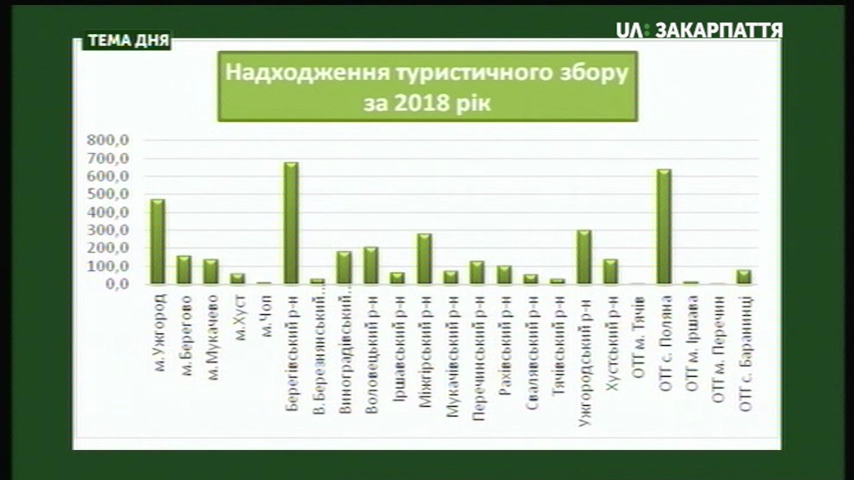 ТЕМА ДНЯ
UA: ЗАКАРПАТТЯ
Надходження туристичного збору
за 2018 рік
800,0
700,0
600,0
500,0
400,0
300,0
200,0
100,0
0,0
м.Ужгород
м.Берегово
м.Мукачево
м.Хуст
м.Чоп
Берегівський р-н
В.Березнянський…
Виноградівський…
Воловецький р-н
Іршавський р-н
Міжгірський р-н
Мукачівський р-н
Перечинський р-н
Рахівський р-н
Свалявський р-н
Тячівський р-н
Ужгородський р-н
Хустський р-н
ОТГ м. Тячів
ОТГ с. Поляна
ОТГ м. Іршава
ОТГ м. Перечин
ОТГ с. Баранинці